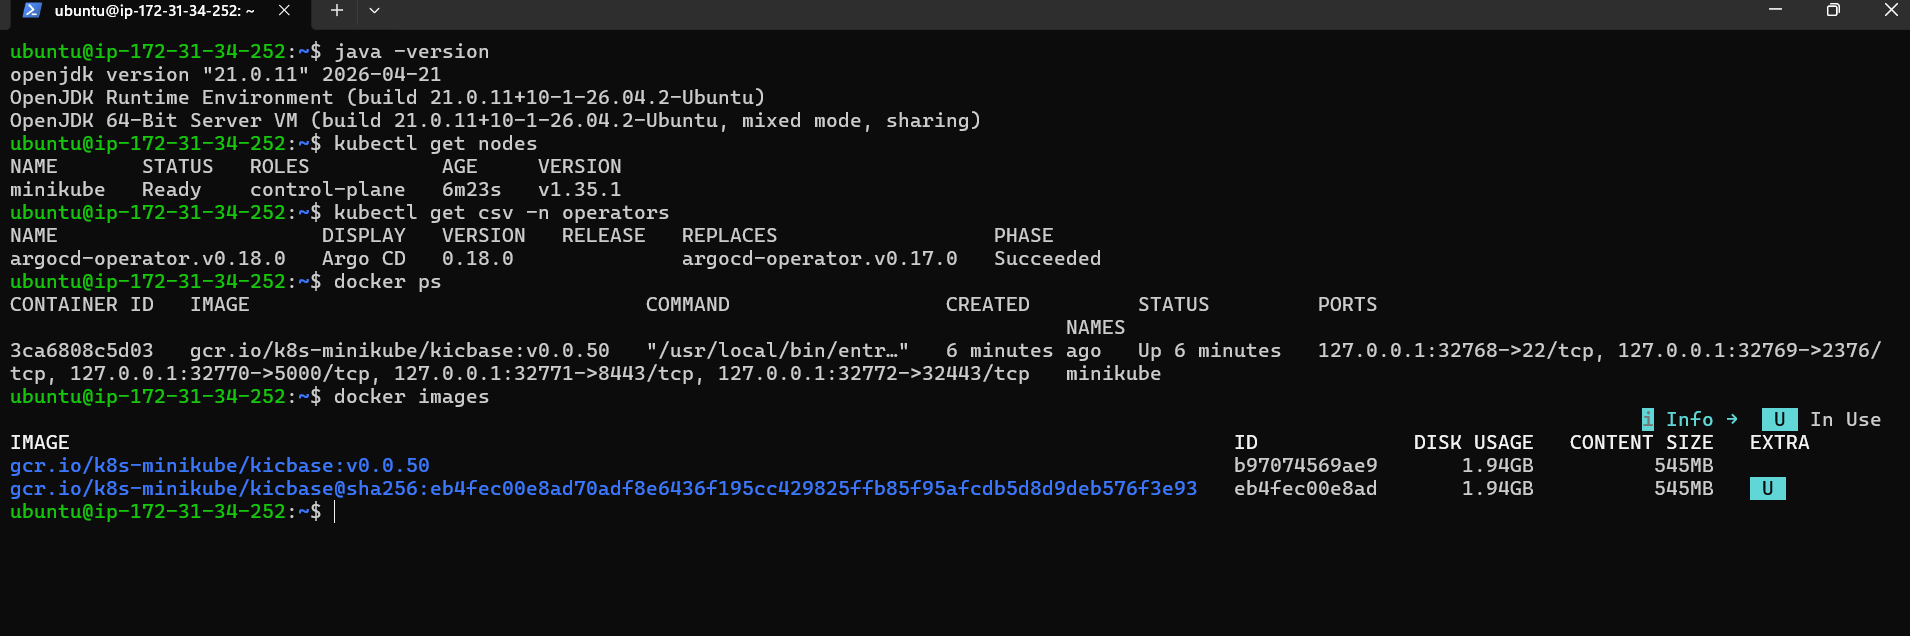 ubuntu@ip-172-31-34-252: ~
ubuntu@ip-172-31-34-252:~$ java -version
openjdk version "21.0.11" 2026-04-21
OpenJDK Runtime Environment (build 21.0.11+10-1-26.04.2-Ubuntu)
OpenJDK 64-Bit Server VM (build 21.0.11+10-1-26.04.2-Ubuntu, mixed mode, sharing)
ubuntu@ip-172-31-34-252:~$ kubectl get nodes
NAME       STATUS   ROLES           AGE     VERSION
minikube   Ready    control-plane   6m23s   v1.35.1
ubuntu@ip-172-31-34-252:~$ kubectl get csv -n operators
NAME                      DISPLAY   VERSION   RELEASE   REPLACES                  PHASE
argocd-operator.v0.18.0   Argo CD   0.18.0              argocd-operator.v0.17.0   Succeeded
ubuntu@ip-172-31-34-252:~$ docker ps
CONTAINER ID   IMAGE                                 COMMAND                  CREATED         STATUS         PORTS
NAMES
3ca6808c5d03   gcr.io/k8s-minikube/kicbase:v0.0.50   "/usr/local/bin/entr…"   6 minutes ago   Up 6 minutes   127.0.0.1:32768->22/tcp, 127.0.0.1:32769->2376/
tcp, 127.0.0.1:32770->5000/tcp, 127.0.0.1:32771->8443/tcp, 127.0.0.1:32772->32443/tcp   minikube
ubuntu@ip-172-31-34-252:~$ docker images
i Info →   U  In Use
IMAGE                                                                                                 ID             DISK USAGE   CONTENT SIZE   EXTRA
gcr.io/k8s-minikube/kicbase:v0.0.50                                                                   b97074569ae9       1.94GB          545MB
gcr.io/k8s-minikube/kicbase@sha256:eb4fec00e8ad70adf8e6436f195cc429825ffb85f95afcdb5d8d9deb576f3e93   eb4fec00e8ad       1.94GB          545MB    U
ubuntu@ip-172-31-34-252:~$